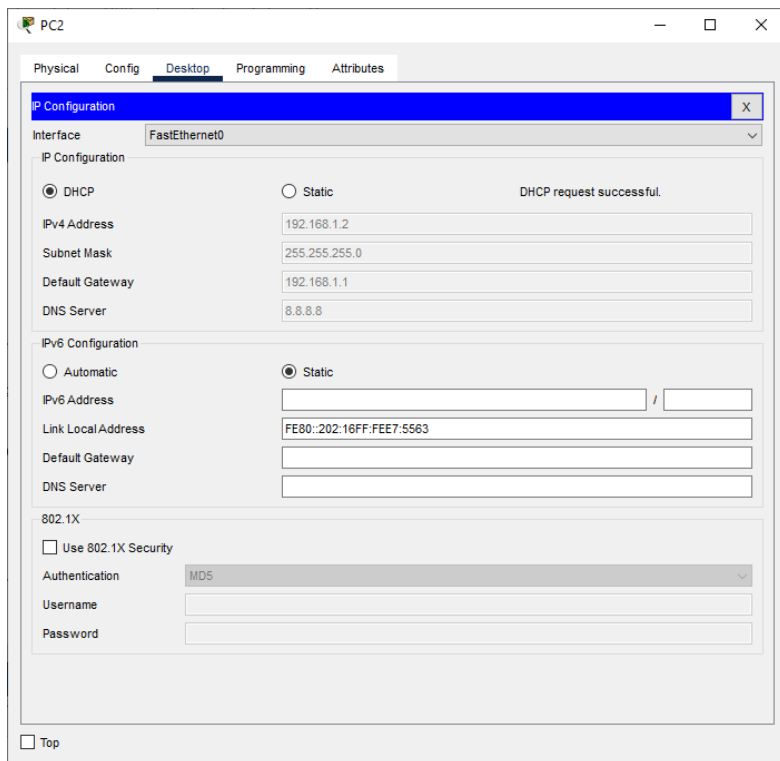 PC2
Physical Config Desktop Programming Attributes
IP Configuration X
Interface FastEthernet0
IP Configuration
DHCP Static DHCP request successful.
IPv4 Address 192.168.1.2
Subnet Mask 255.255.255.0
Default Gateway 192.168.1.1
DNS Server 8.8.8.8
IPv6 Configuration
Automatic Static
IPv6 Address /
Link Local Address FE80::202:16FF:FEE7:5563
Default Gateway
DNS Server
802.1X
Use 802.1X Security
Authentication MD5
Username
Password
Top